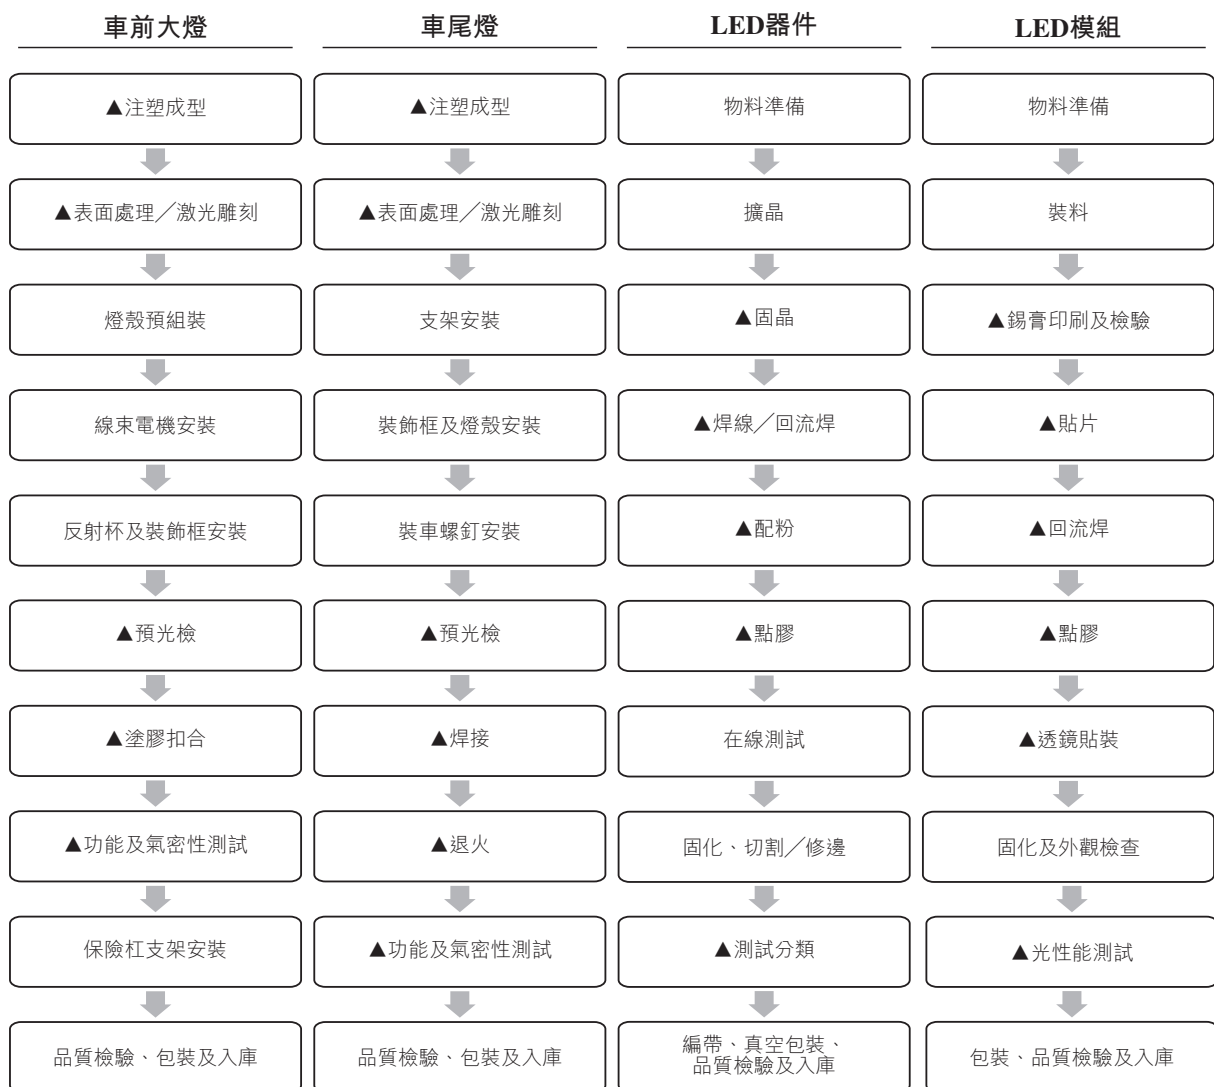 車前大燈
▲注塑成型
▲表面處理／激光雕刻
燈殼預組裝
線束電機安裝
反射杯及裝飾框安裝
▲預光檢
▲塗膠扣合
▲功能及氣密性測試
保險杠支架安裝
品質檢驗、包裝及入庫
車尾燈
▲注塑成型
▲表面處理／激光雕刻
支架安裝
裝飾框及燈殼安裝
裝車螺釘安裝
▲預光檢
▲焊接
▲退火
▲功能及氣密性測試
品質檢驗、包裝及入庫
LED器件
物料準備
擴晶
▲固晶
▲焊線／回流焊
▲配粉
▲點膠
在線測試
固化、切割／修邊
▲測試分類
編帶、真空包裝、
品質檢驗及入庫
LED模組
物料準備
裝料
▲錫膏印刷及檢驗
▲貼片
▲回流焊
▲點膠
▲透鏡貼裝
固化及外觀檢查
▲光性能測試
包裝、品質檢驗及入庫